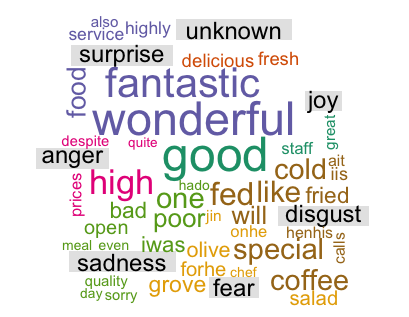 also
service highly unknown
surprise delicious fresh
fantastic
food joy
wonderful
great
despite quite staff
anger good
ait
cold iis
high
prices hado
one fed like fried
bad poor jin will disgust
open onhe henhis
meal even iwas olive special calls
sadness forhe chef
quality grove fear coffee
day sorry salad